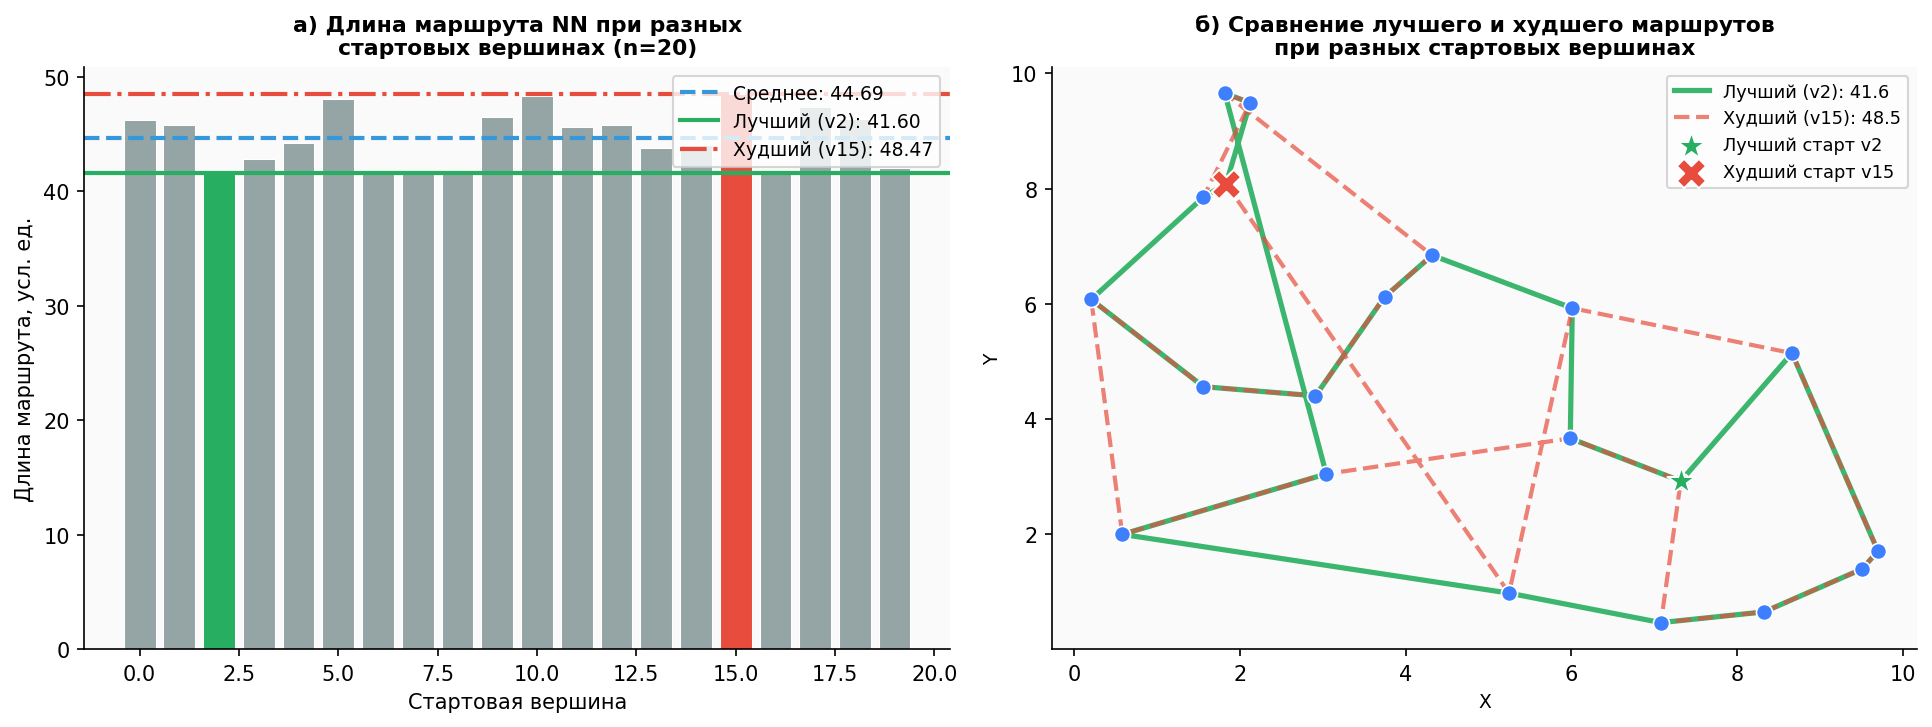 а) Длина маршрута NN при разных
стартовых вершинах (n=20)
50
40
30
20
10
0
Длина маршрута, усл. ед.
Среднее: 44.69
Лучший (v2): 41.60
Худший (v15): 48.47
0.0 2.5 5.0 7.5 10.0 12.5 15.0 17.5 20.0
Стартовая вершина
б) Сравнение лучшего и худшего маршрутов
при разных стартовых вершинах
10
8
6
4
2
Y
Лучший (v2): 41.6
Худший (v15): 48.5
Лучший старт v2
Худший старт v15
0 2 4 6 8 10
X